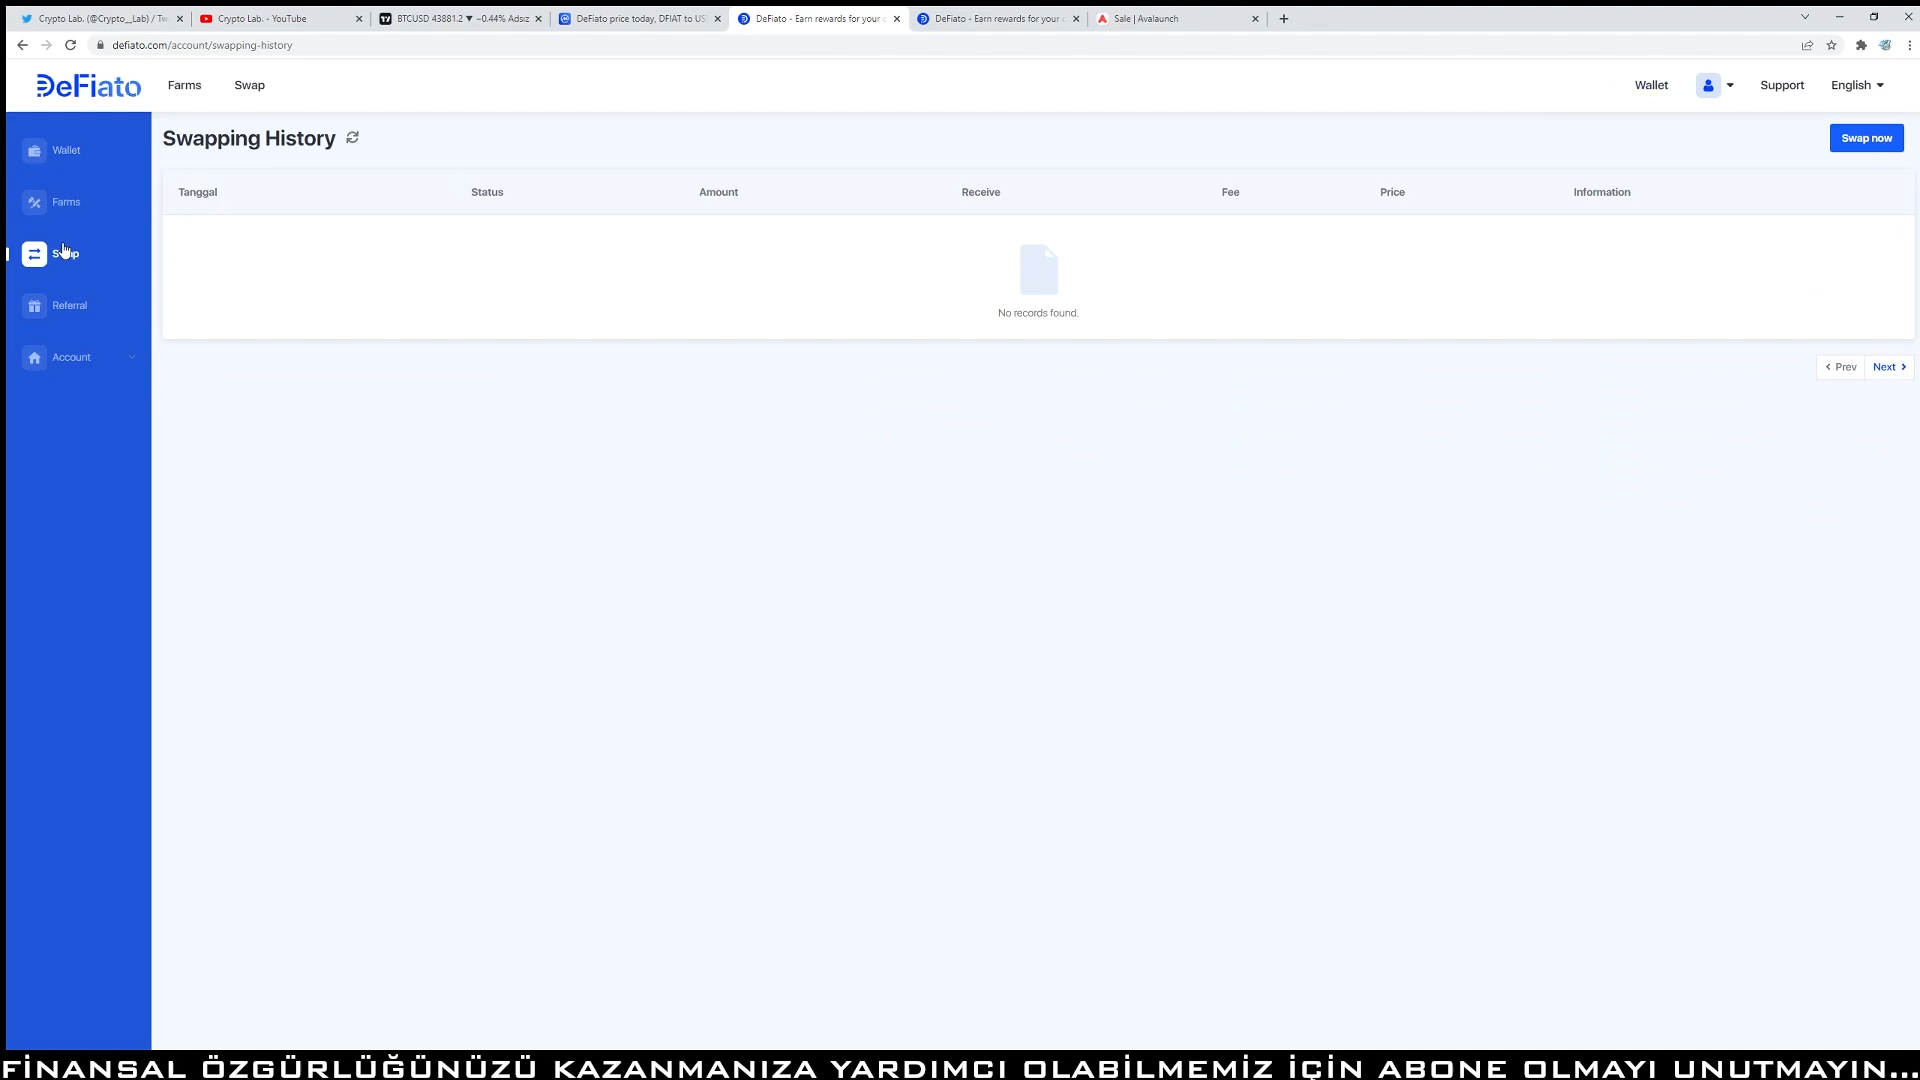 Crypto Lab. (@Crypto__Lab) / Tw
Crypto Lab. - YouTube
BTCUSD 43881.2 ▼ −0.44% Adsız
DeFiato price today, DFIAT to US
DeFiato - Earn rewards for your c
DeFiato - Earn rewards for your c
Sale | Avalaunch
defiato.com/account/swapping-history
DeFiato
Farms
Swap
Wallet
Support
English
Wallet
Farms
Swap
Referral
Account
Swapping History
Swap now
Tanggal Status Amount Receive Fee Price Information
No records found.
Prev
Next
FİNANSAL ÖZGÜRLÜĞÜNÜZÜ KAZANMANIZA YARDIMCI OLABİLMEMİZ İÇİN ABONE OLMAYI UNUTMAYIN...